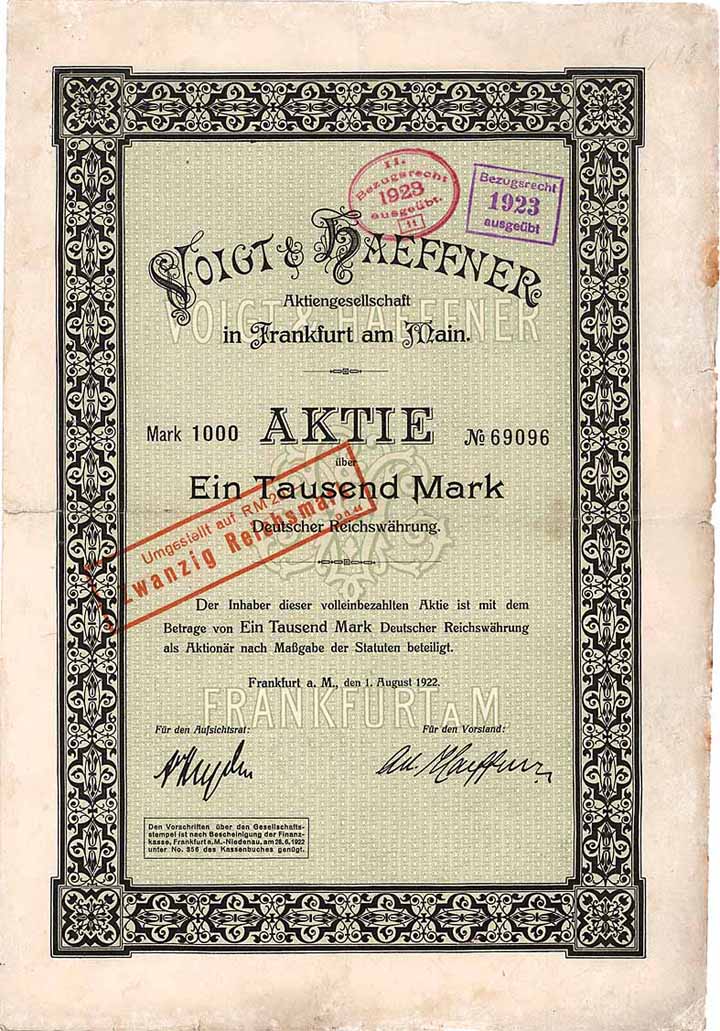 II.
Bezugsrecht
1923
ausgeübt.
11
Bezugsrecht
1923
ausgeübt
VOIGT & HAEFFNER
Aktiengesellschaft
VOIGT & HAEFFNER
in Frankfurt am Main.
Mark 1000 AKTIE № 69096
über
Ein Tausend Mark
Deutscher Reichswährung.
Umgestellt auf RM
Zwanzig Reichsmark
Der Inhaber dieser volleinbezahlten Aktie ist mit dem
Betrage von Ein Tausend Mark Deutscher Reichswährung
als Aktionär nach Maßgabe der Statuten beteiligt.
Frankfurt a. M., den 1. August 1922.
FRANKFURT a M
Für den Aufsichtsrat: Für den Vorstand:
Ad. Haeffner
Den Vorschriften über den Gesellschafts-
stempel ist nach Bescheinigung der Finanz-
kasse, Frankfurt a. M.-Niedenau, am 28. 6. 1922
unter No. 356 des Kassenbuches genügt.